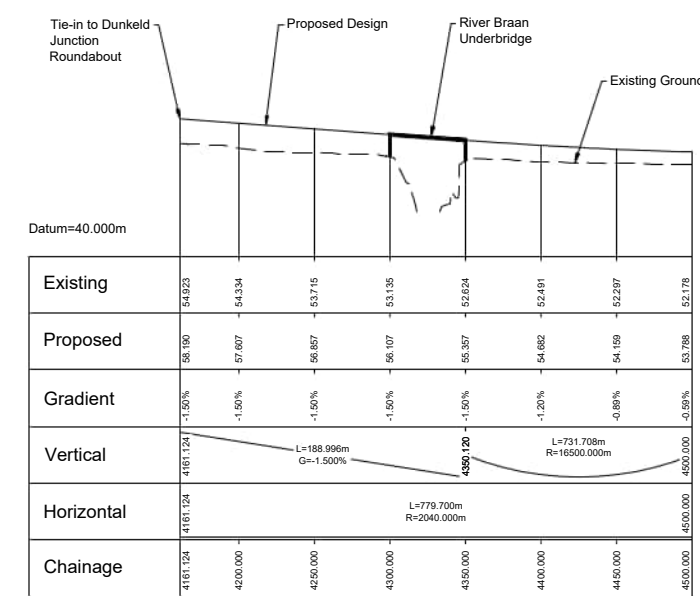 Tie-in to Dunkeld
Junction
Roundabout
Proposed Design
River Braan
Underbridge
Existing Ground
Datum=40.000m
Existing 54.923 54.334 53.715 53.135 52.624 52.491 52.297 52.178
Proposed 58.190 57.607 56.857 56.107 55.357 54.682 54.159 53.788
Gradient -1.50% -1.50% -1.50% -1.50% -1.50% -1.20% -0.89% -0.59%
Vertical 4161.124 L=188.996m
G=-1.500%
4350.120 L=731.708m
R=16500.000m
4500.000
Horizontal 4161.124 L=779.700m
R=2040.000m
4500.000
Chainage 4161.124 4200.000 4250.000 4300.000 4350.000 4400.000 4450.000 4500.000